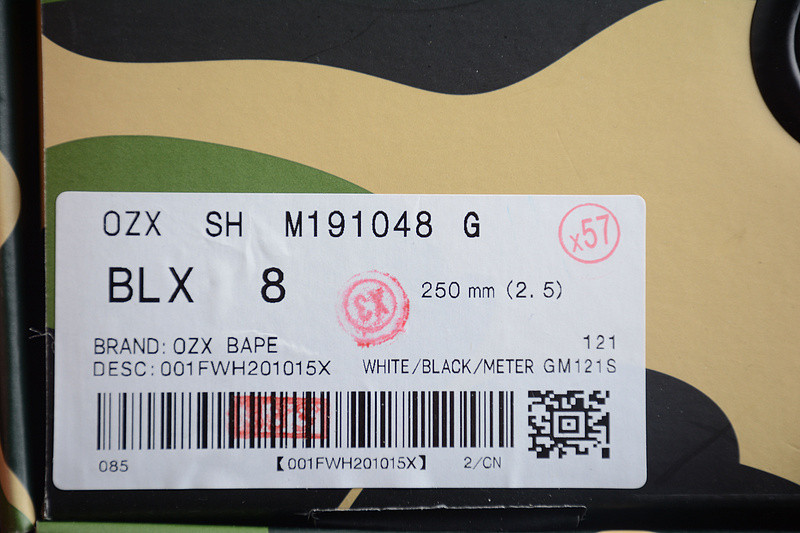 OZX SH M191048 G
x57
BLX 8
X3
250 mm (2.5)
BRAND: OZX BAPE
121
DESC: 001FWH201015X WHITE/BLACK/METER GM121S
085 【001FWH201015X】 2/CN